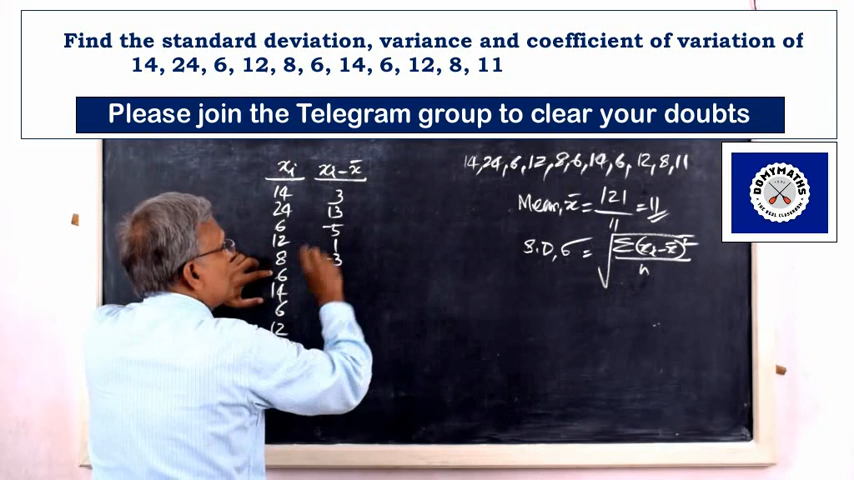 Find the standard deviation, variance and coefficient of variation of
14, 24, 6, 12, 8, 6, 14, 6, 12, 8, 11
Please join the Telegram group to clear your doubts
DOMYMATHS
THE REAL CLASSROOM
14,24,6,12,8,6,14,6,12,8,11
Mean, x̄ = 121/11 = 11
S.D, σ = √(Σ(xᵢ-x̄)²/n)
xᵢ xᵢ-x̄
14 3
24 13
6 -5
12 1
8 -3
6
14
6
12